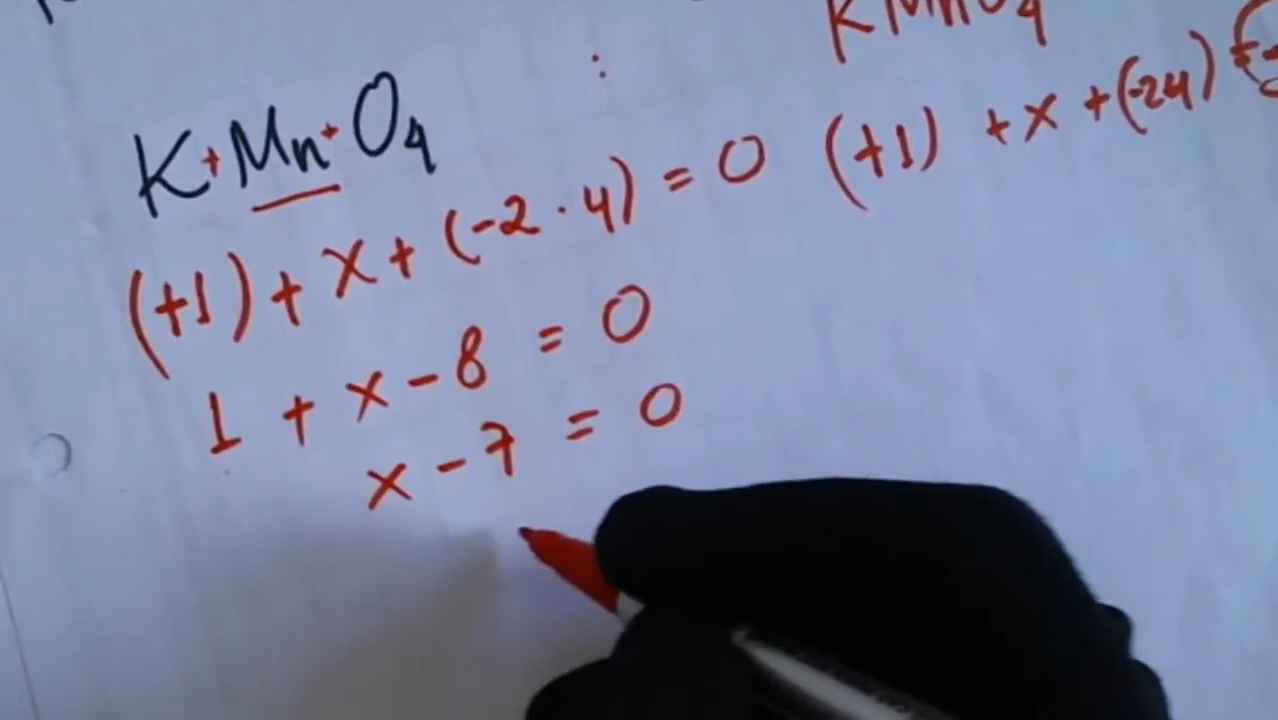 KMnO4
K+Mn+O4
(+1) + x + (-2·4) = 0
(+1) + x + (-24) =
1 + x - 8 = 0
x - 7 = 0